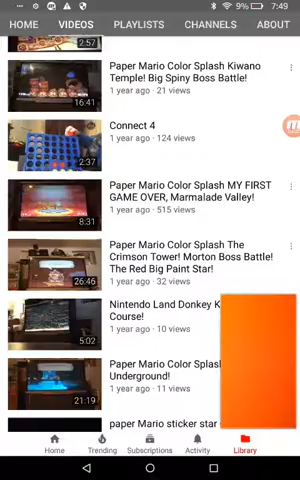 9%
7:49
HOME VIDEOS PLAYLISTS CHANNELS ABOUT
2:57
Paper Mario Color Splash Kiwano
Temple! Big Spiny Boss Battle!
1 year ago · 21 views
16:41
Connect 4
1 year ago · 124 views
2:37
Paper Mario Color Splash MY FIRST
GAME OVER, Marmalade Valley!
1 year ago · 515 views
8:31
Paper Mario Color Splash The
Crimson Tower! Morton Boss Battle!
The Red Big Paint Star!
1 year ago · 32 views
26:46
Nintendo Land Donkey K
Course!
1 year ago · 10 views
5:02
Paper Mario Color Splas
Underground!
1 year ago · 11 views
21:19
paper Mario sticker star
Home Trending Subscriptions Activity Library